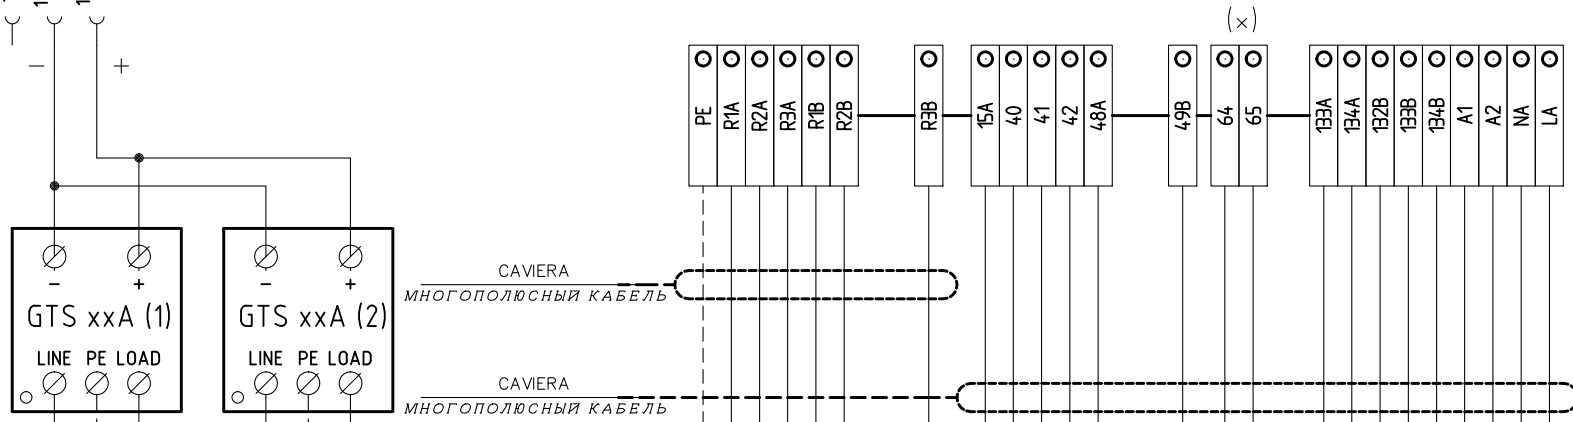 (x)
− +
PE R1A R2A R3A R1B R2B R3B 15A 40 41 42 48A 49B 64 65 133A 134A 132B 133B 134B A1 A2 NA LA
− + − +
CAVIERA
МНОГОПОЛЮСНЫЙ КАБЕЛЬ
GTS xxA (1) GTS xxA (2)
LINE PE LOAD LINE PE LOAD
CAVIERA
МНОГОПОЛЮСНЫЙ КАБЕЛЬ